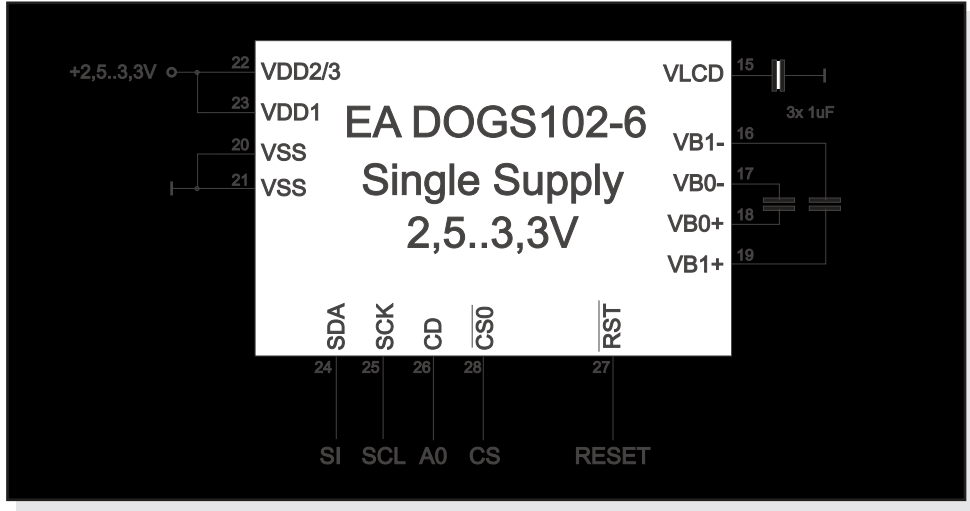 +2,5..3,3V
22
VDD2/3
23
VDD1
20
VSS
21
VSS
EA DOGS102-6
Single Supply
2,5..3,3V
VLCD
15
3x 1uF
VB1-
16
VB0-
17
VB0+
18
VB1+
19
SDA
SCK
CD
CS0
RST
24
25
26
28
27
SI
SCL
A0
CS
RESET